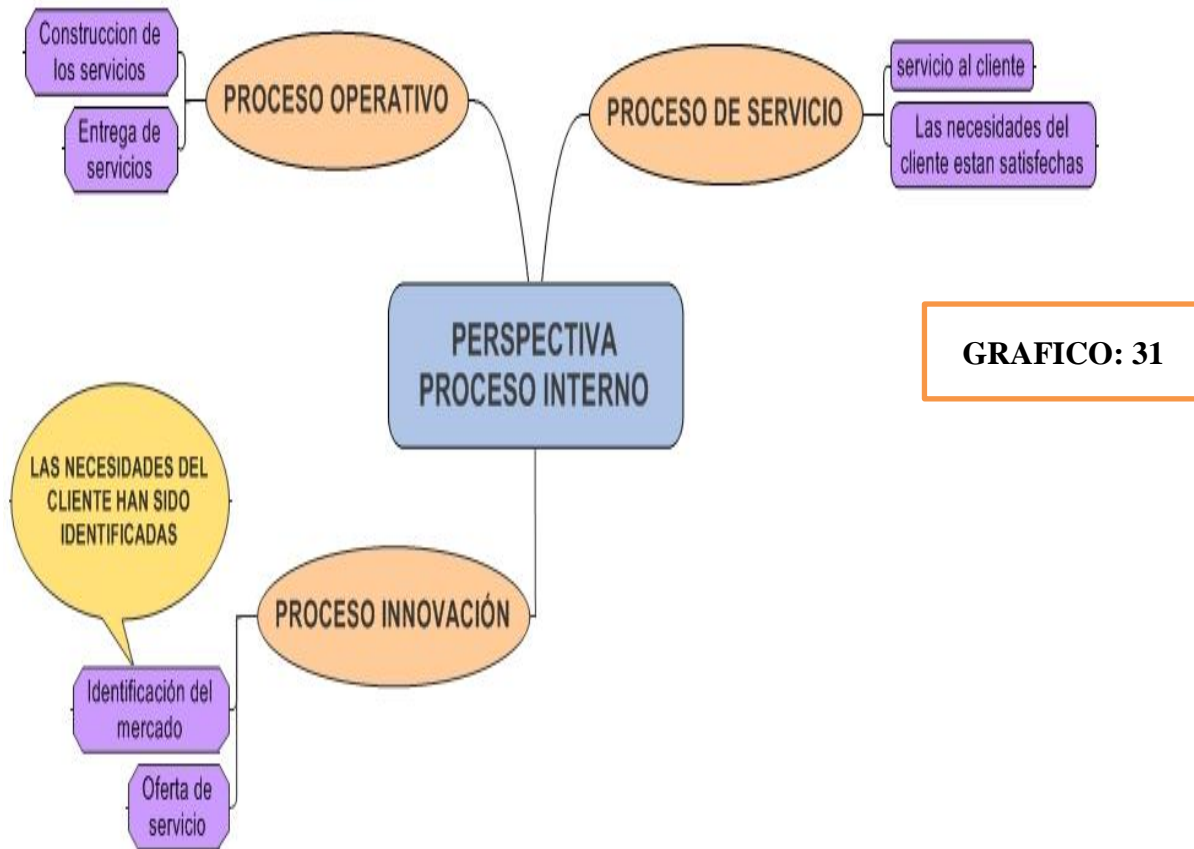 Construccion de
los servicios
Entrega de
servicios
PROCESO OPERATIVO
PROCESO DE SERVICIO
servicio al cliente
Las necesidades del
cliente estan satisfechas
PERSPECTIVA
PROCESO INTERNO
GRAFICO: 31
LAS NECESIDADES DEL
CLIENTE HAN SIDO
IDENTIFICADAS
PROCESO INNOVACIÓN
Identificación del
mercado
Oferta de
servicio